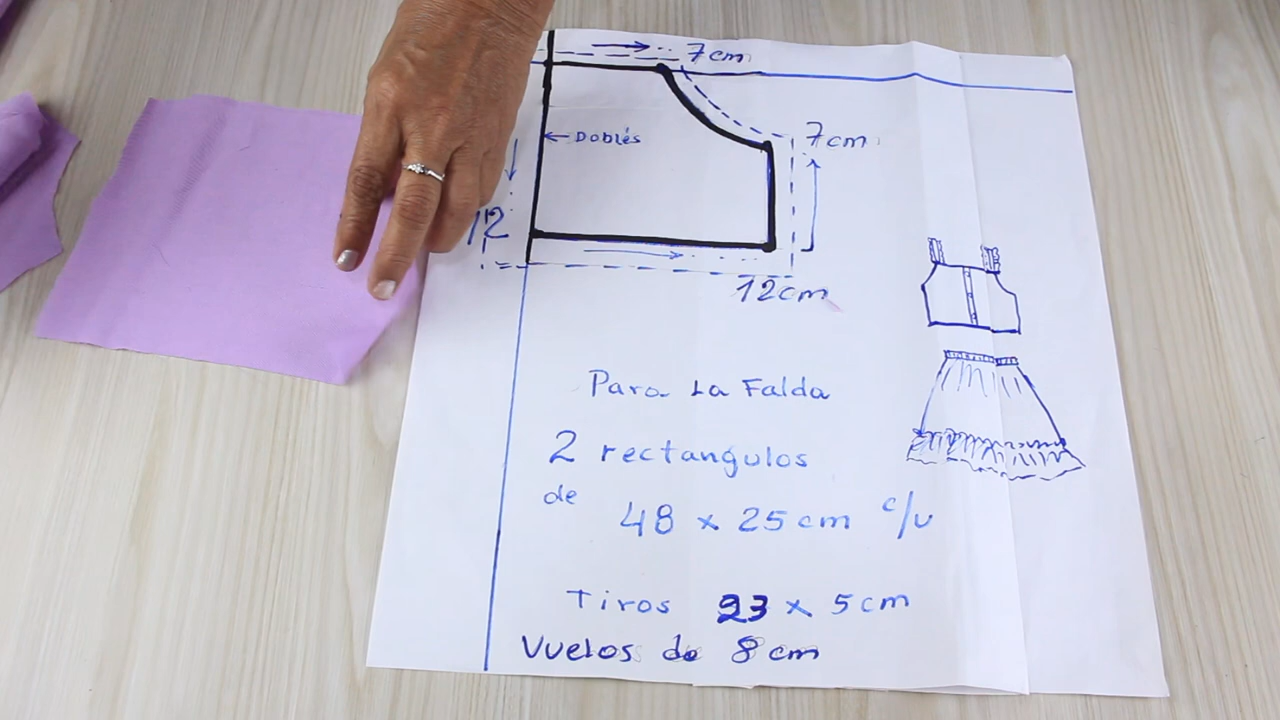 7cm
Doblés
7cm
12
12cm
Para La Falda
2 rectangulos
de
48 x 25cm c/u
Tiros 23 x 5cm
Vuelos de 8cm